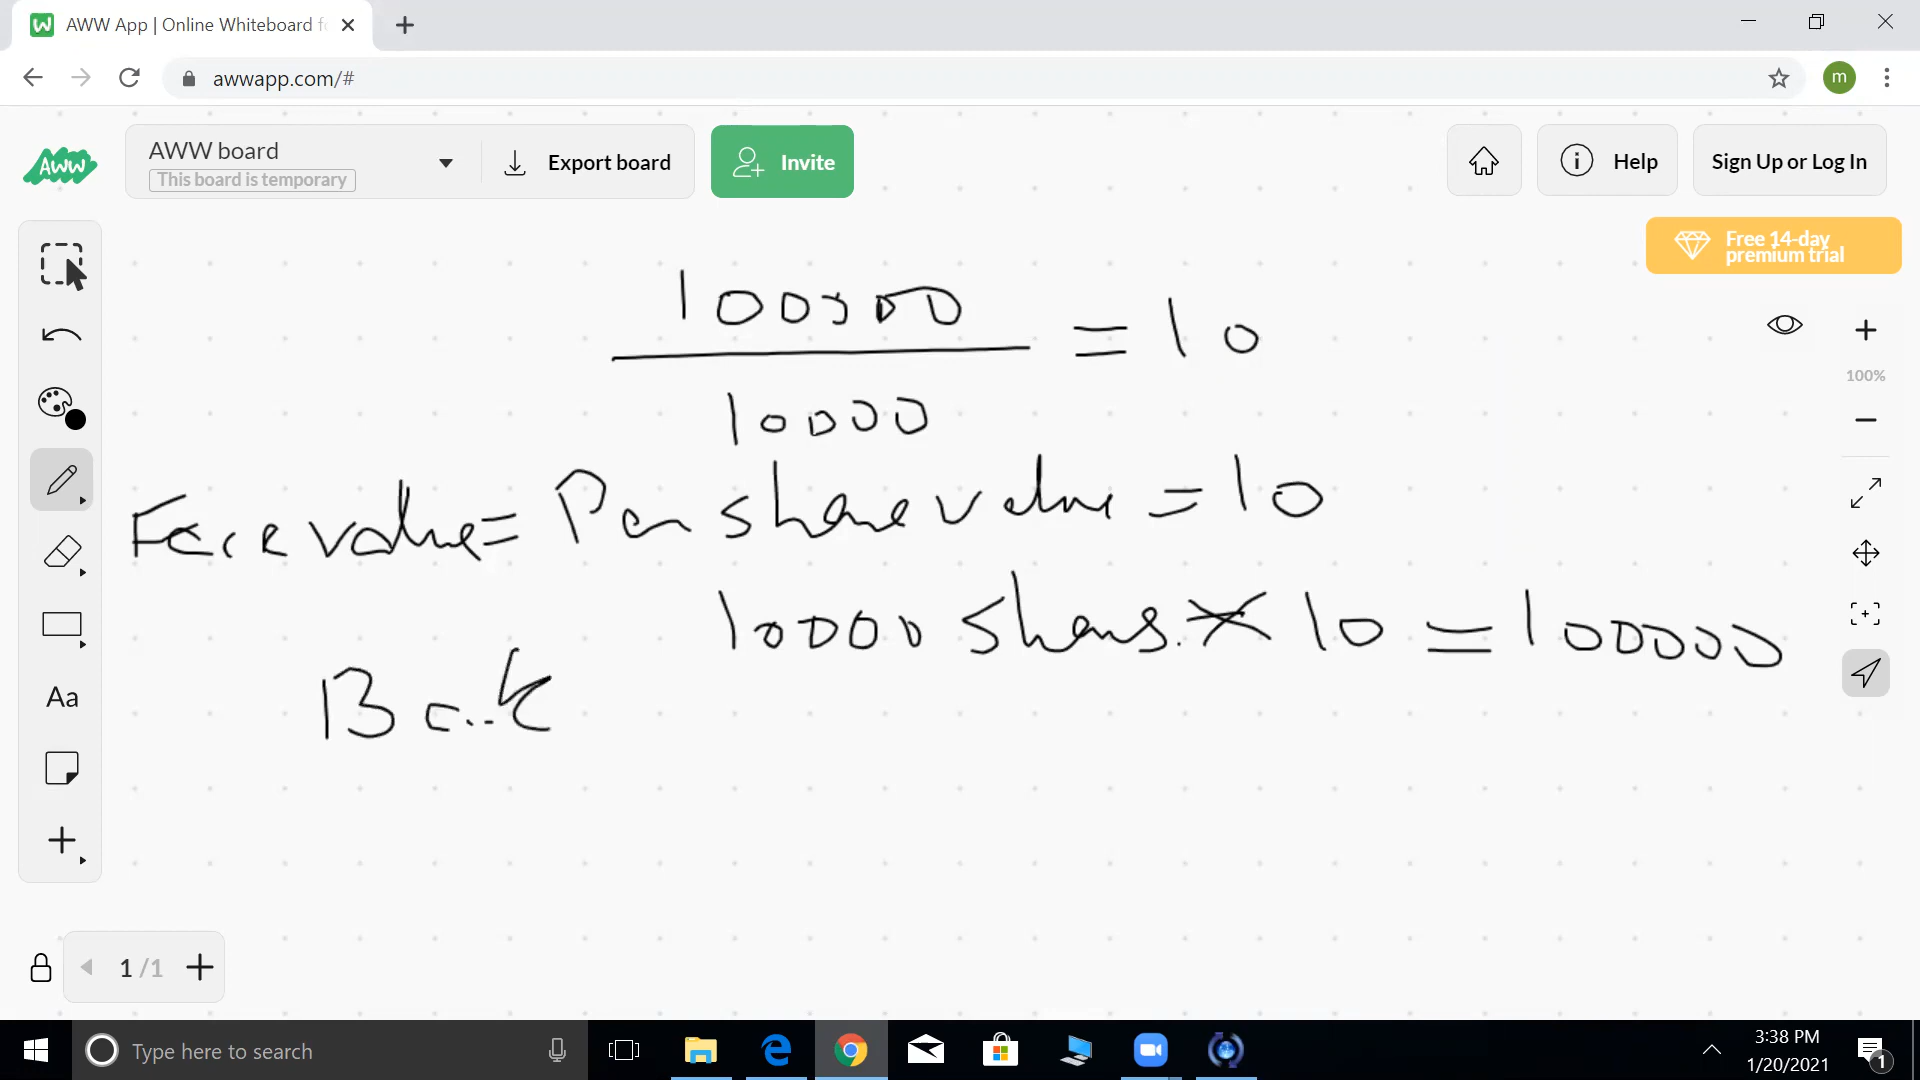 AWW App | Online Whiteboard f
awwapp.com/#
m
AWW
AWW board
This board is temporary
Export board
Invite
Help
Sign Up or Log In
Free 14-day
premium trial
100000
= 10
10000
100%
Face value = Per share value = 10
10000 shares. × 10 = 100000
Aa
1 /1
Type here to search
3:38 PM
1/20/2021
1